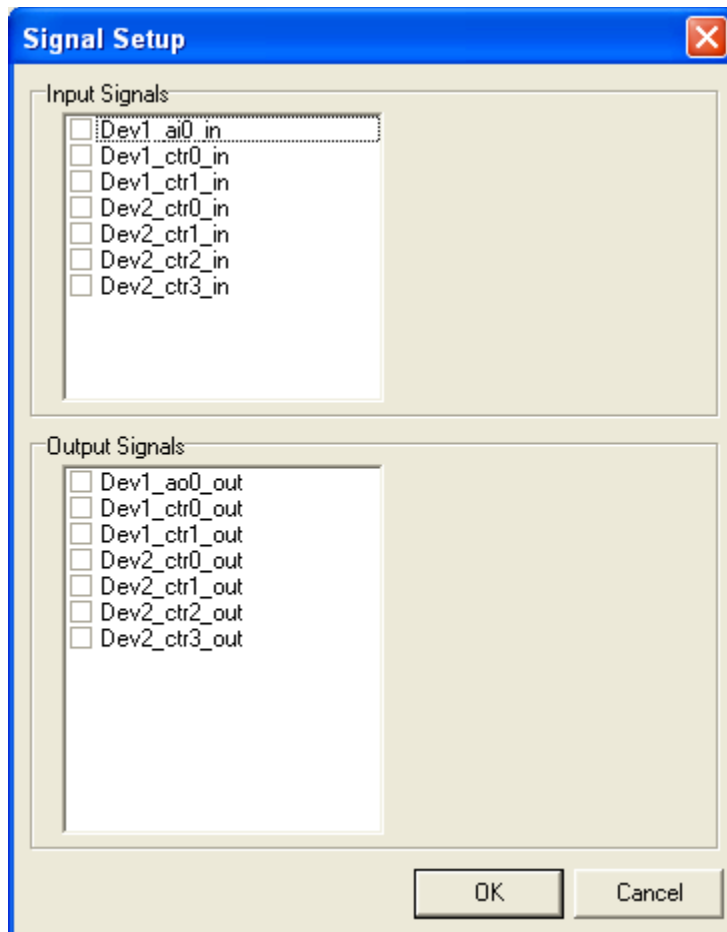 Signal Setup
Input Signals
Dev1_ai0_in
Dev1_ctr0_in
Dev1_ctr1_in
Dev2_ctr0_in
Dev2_ctr1_in
Dev2_ctr2_in
Dev2_ctr3_in
Output Signals
Dev1_ao0_out
Dev1_ctr0_out
Dev1_ctr1_out
Dev2_ctr0_out
Dev2_ctr1_out
Dev2_ctr2_out
Dev2_ctr3_out
OK Cancel